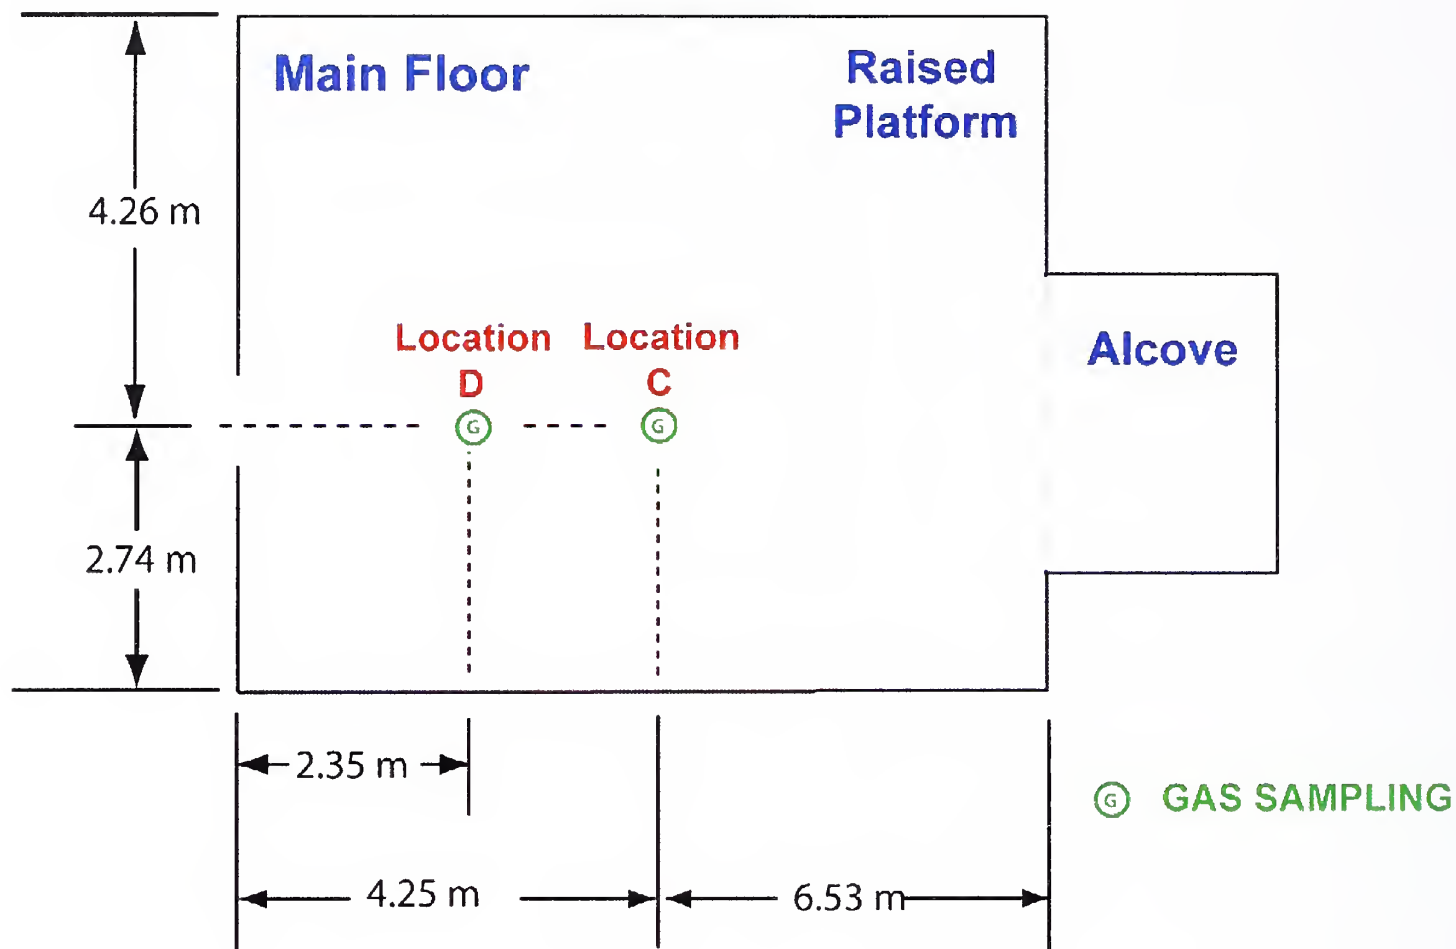 Main Floor
Raised
Platform
4.26 m
Location
D
Location
C
Alcove
G
G
2.74 m
2.35 m
G GAS SAMPLING
4.25 m
6.53 m